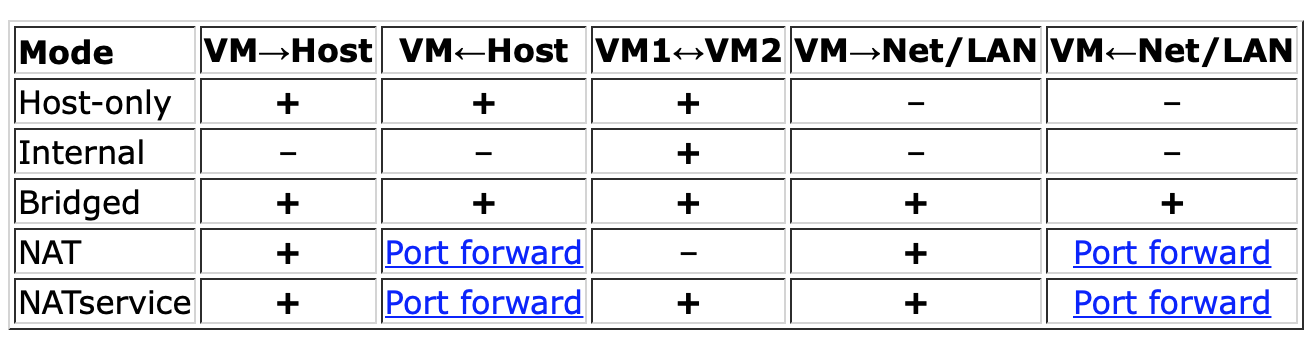 Mode VM→Host VM←Host VM1↔VM2 VM→Net/LAN VM←Net/LAN
Host-only + + + – –
Internal – – + – –
Bridged + + + + +
NAT + Port forward – + Port forward
NATservice + Port forward + + Port forward